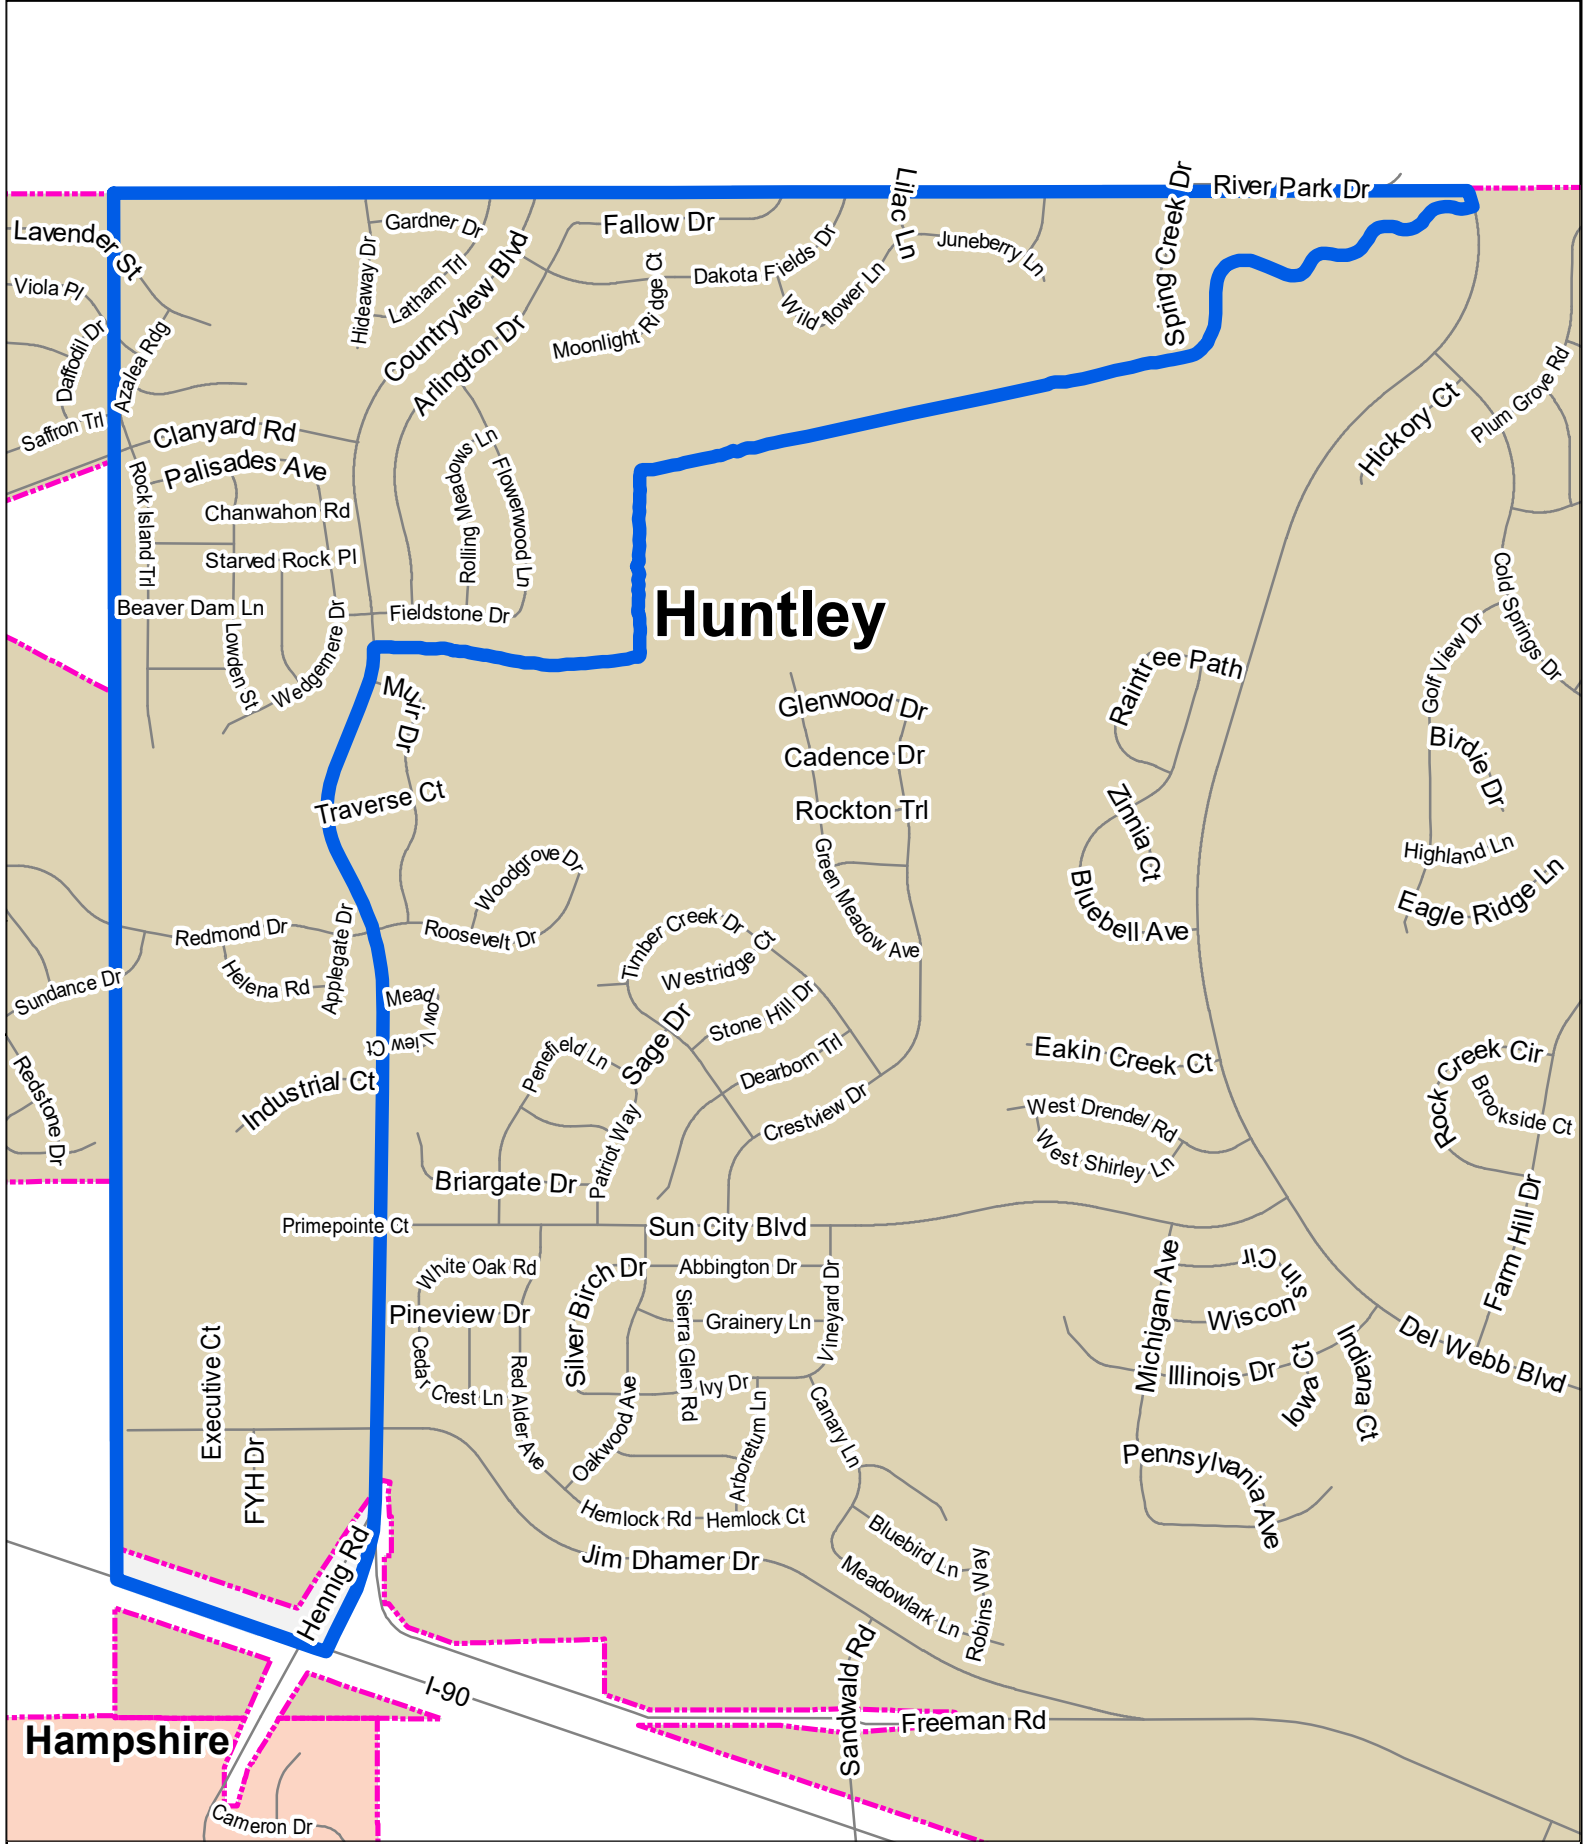 Spring Creek Dr
River Park Dr
Lilac Ln
Lavender St
Gardner Dr
Fallow Dr
Juneberry Ln
Hideaway Dr
Latham Trl
Countryview Blvd
Arlington Dr
Moonlight Ridge Ct
Dakota Fields Dr
Wildflower Ln
Viola Pl
Daffodil Dr
Azalea Rdg
Saffron Trl
Clanyard Rd
Palisades Ave
Rock Island Trl
Chanwahon Rd
Starved Rock Pl
Beaver Dam Ln
Lowden St
Wedgemere Dr
Rolling Meadows Ln
Flowerwood Ln
Fieldstone Dr
Hickory Ct
Plum Grove Rd
Cold Springs Dr
Huntley
Golf View Dr
Raintree Path
Birdie Dr
Muir Dr
Traverse Ct
Glenwood Dr
Cadence Dr
Rockton Trl
Green Meadow Ave
Zinnia Ct
Bluebell Ave
Highland Ln
Eagle Ridge Ln
Woodgrove Dr
Roosevelt Dr
Redmond Dr
Applegate Dr
Helena Rd
Sundance Dr
Redstone Dr
Meadow View Ct
Industrial Ct
Timber Creek Dr
Westridge Ct
Sage Dr
Stone Hill Dr
Dearborn Trl
Crestview Dr
Penefield Ln
Patriot Way
Briargate Dr
Eakin Creek Ct
West Drendel Rd
West Shirley Ln
Rock Creek Cir
Brookside Ct
Farm Hill Dr
Primepointe Ct
Sun City Blvd
White Oak Rd
Pineview Dr
Cedar Crest Ln
Red Alder Ave
Silver Birch Dr
Abbington Dr
Sierra Glen Rd
Grainery Ln
Vineyard Dr
Ivy Dr
Oakwood Ave
Arboretum Ln
Canary Ln
Michigan Ave
Wisconsin Cir
Illinois Dr
Iowa Ct
Indiana Ct
Del Webb Blvd
Pennsylvania Ave
Executive Ct
FYH Dr
Hennig Rd
Hemlock Rd
Hemlock Ct
Jim Dhamer Dr
Bluebird Ln
Meadowlark Ln
Robins Way
Sandwald Rd
I-90
Freeman Rd
Hampshire
Cameron Dr